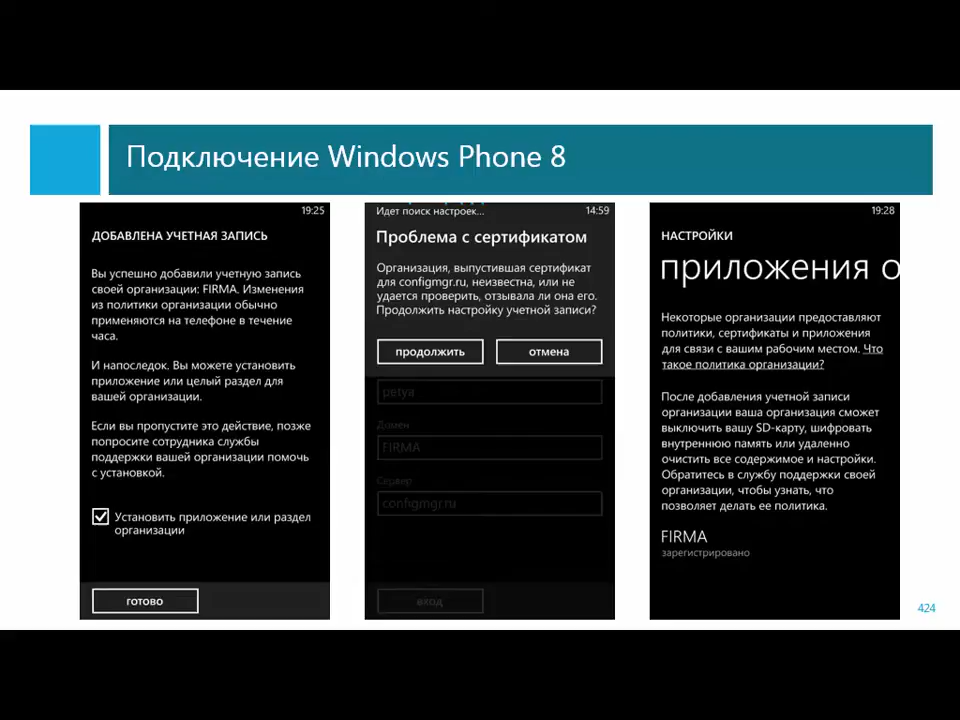 Подключение Windows Phone 8
19:25
ДОБАВЛЕНА УЧЕТНАЯ ЗАПИСЬ
Вы успешно добавили учетную запись
своей организации: FIRMA. Изменения
из политики организации обычно
применяются на телефоне в течение
часа.
И напоследок. Вы можете установить
приложение или целый раздел для
вашей организации.
Если вы пропустите это действие, позже
попросите сотрудника службы
поддержки вашей организации помочь
с установкой.
Установить приложение или раздел
организации
готово
Идет поиск настроек... 14:59
Проблема с сертификатом
Организация, выпустившая сертификат
для configmgr.ru, неизвестна, или не
удается проверить, отзывала ли она его.
Продолжить настройку учетной записи?
продолжить отмена
petya
Домен
FIRMA
Сервер
configmgr.ru
вход
19:28
НАСТРОЙКИ
приложения о
Некоторые организации предоставляют
политики, сертификаты и приложения
для связи с вашим рабочим местом. Что
такое политика организации?
После добавления учетной записи
организации ваша организация сможет
выключить вашу SD-карту, шифровать
внутреннюю память или удаленно
очистить все содержимое и настройки.
Обратитесь в службу поддержки своей
организации, чтобы узнать, что
позволяет делать ее политика.
FIRMA
зарегистрировано
424